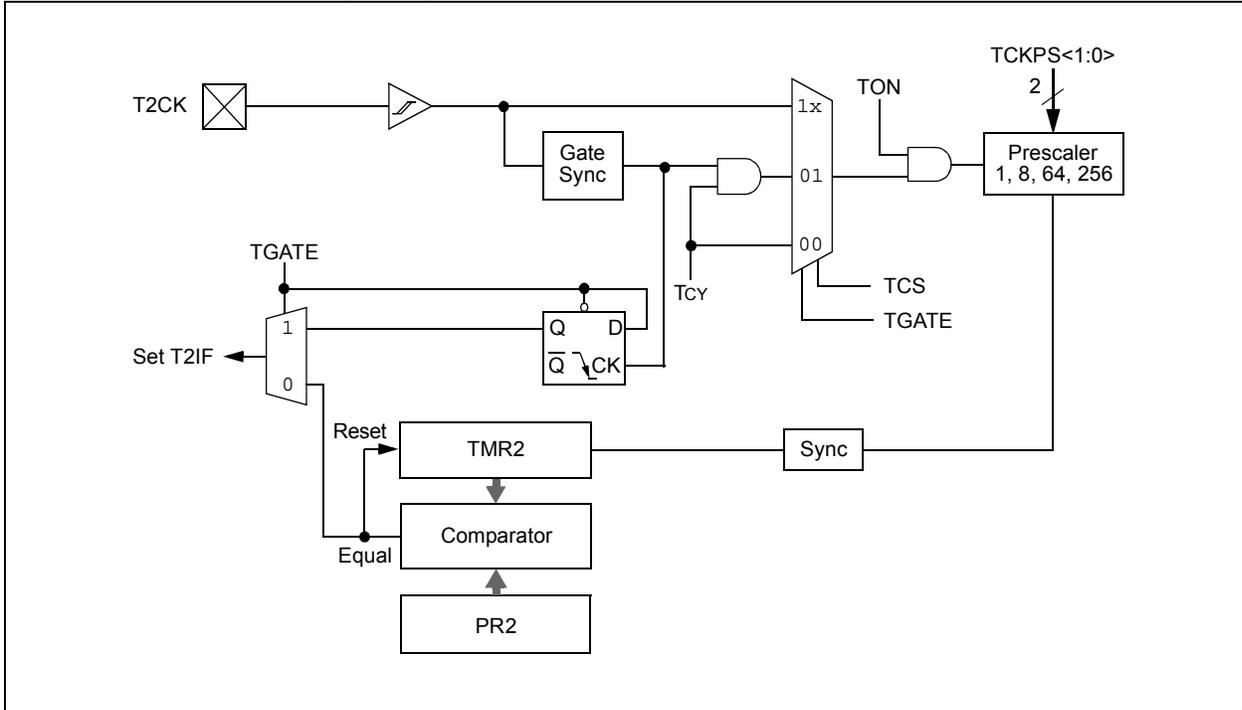 TCKPS<1:0>
2
T2CK
1x
TON
Gate
Sync
Prescaler
1, 8, 64, 256
01
TGATE
00
TCY
TCS
TGATE
1
Q
D
Set T2IF
Q
CK
0
Reset
TMR2
Sync
Comparator
Equal
PR2